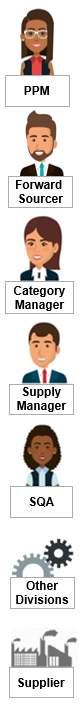 PPM
Forward
Sourcer
Category
Manager
Supply
Manager
SQA
Other
Divisions
Supplier